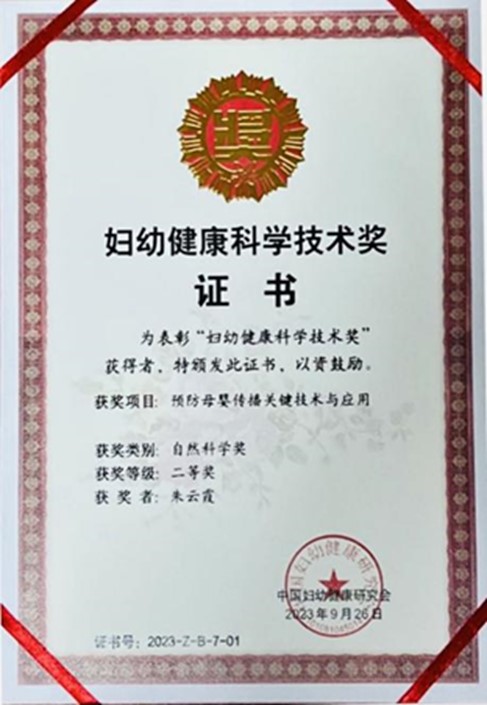 妇幼健康科学技术奖
证书
为表彰“妇幼健康科学技术奖”
获得者，特颁发此证书，以资鼓励。
获奖项目：预防母婴传播关键技术与应用
获奖类别：自然科学奖
获奖等级：二等奖
获奖者：朱云霞
中国妇幼健康研究会
2023年9月26日
证书号：2023-Z-B-7-01